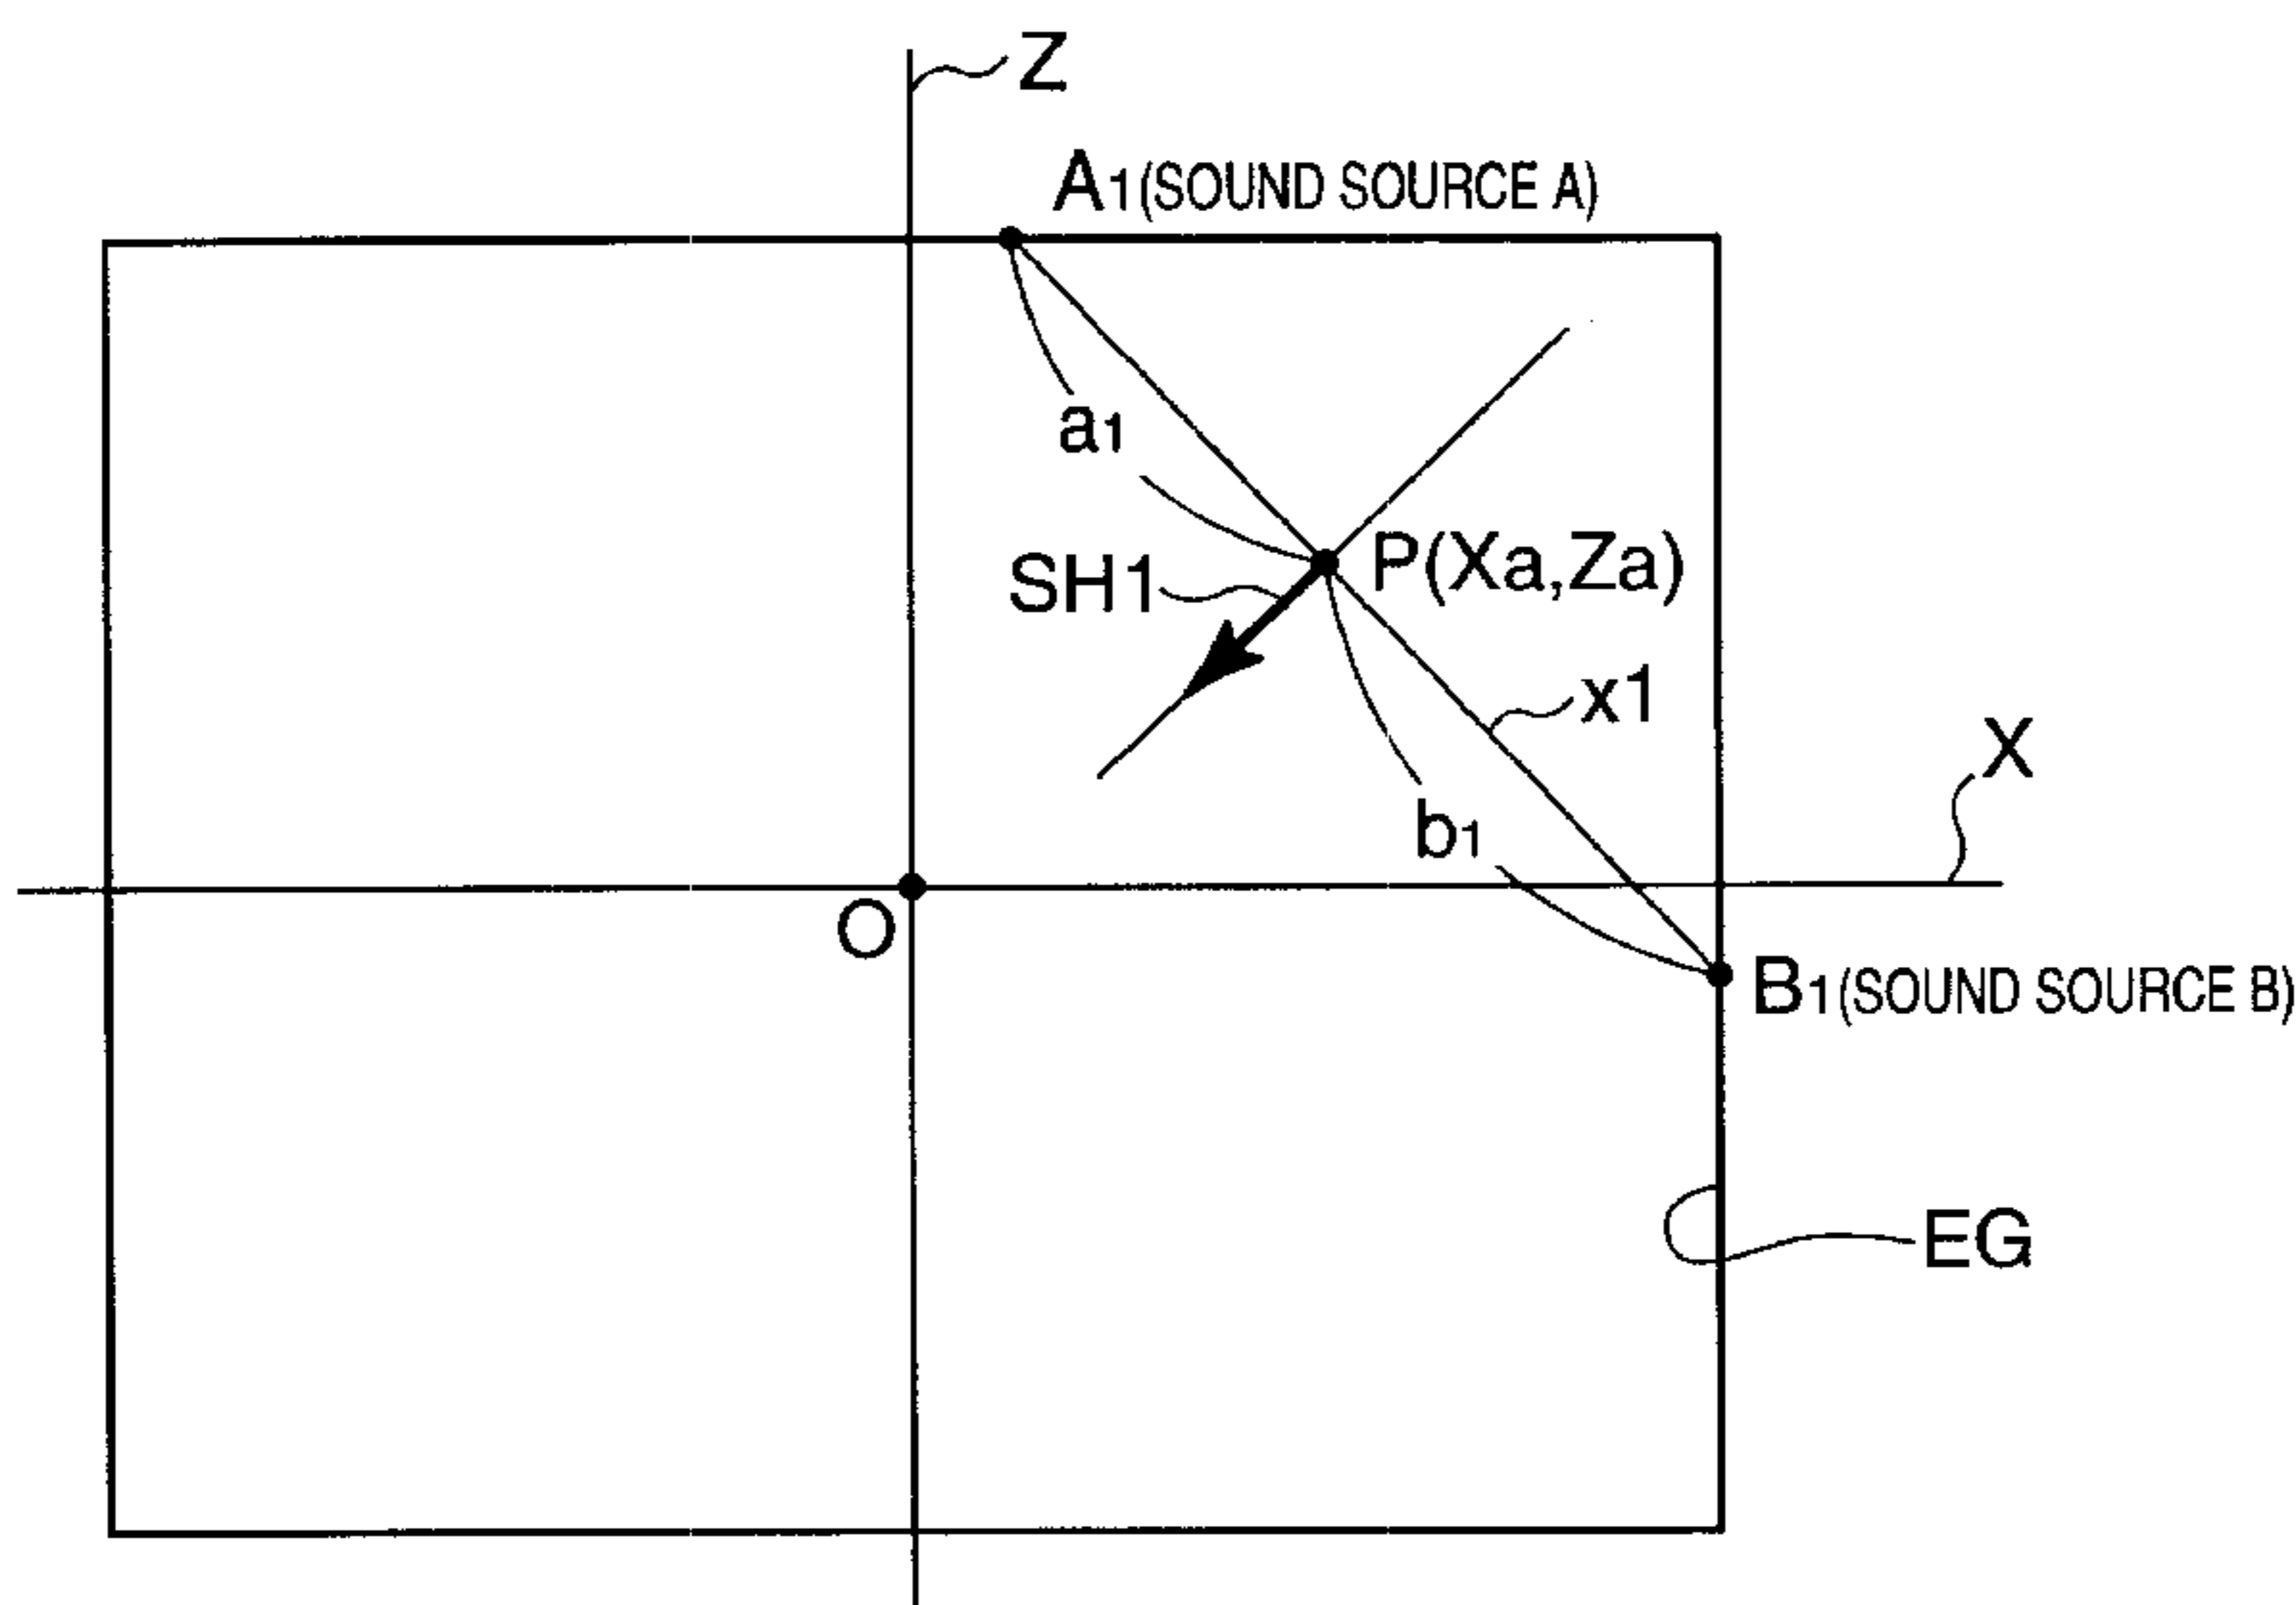 Z
A1(SOUND SOURCE A)
a1
SH1
P(Xa,Za)
x1
X
b1
O
B1(SOUND SOURCE B)
EG